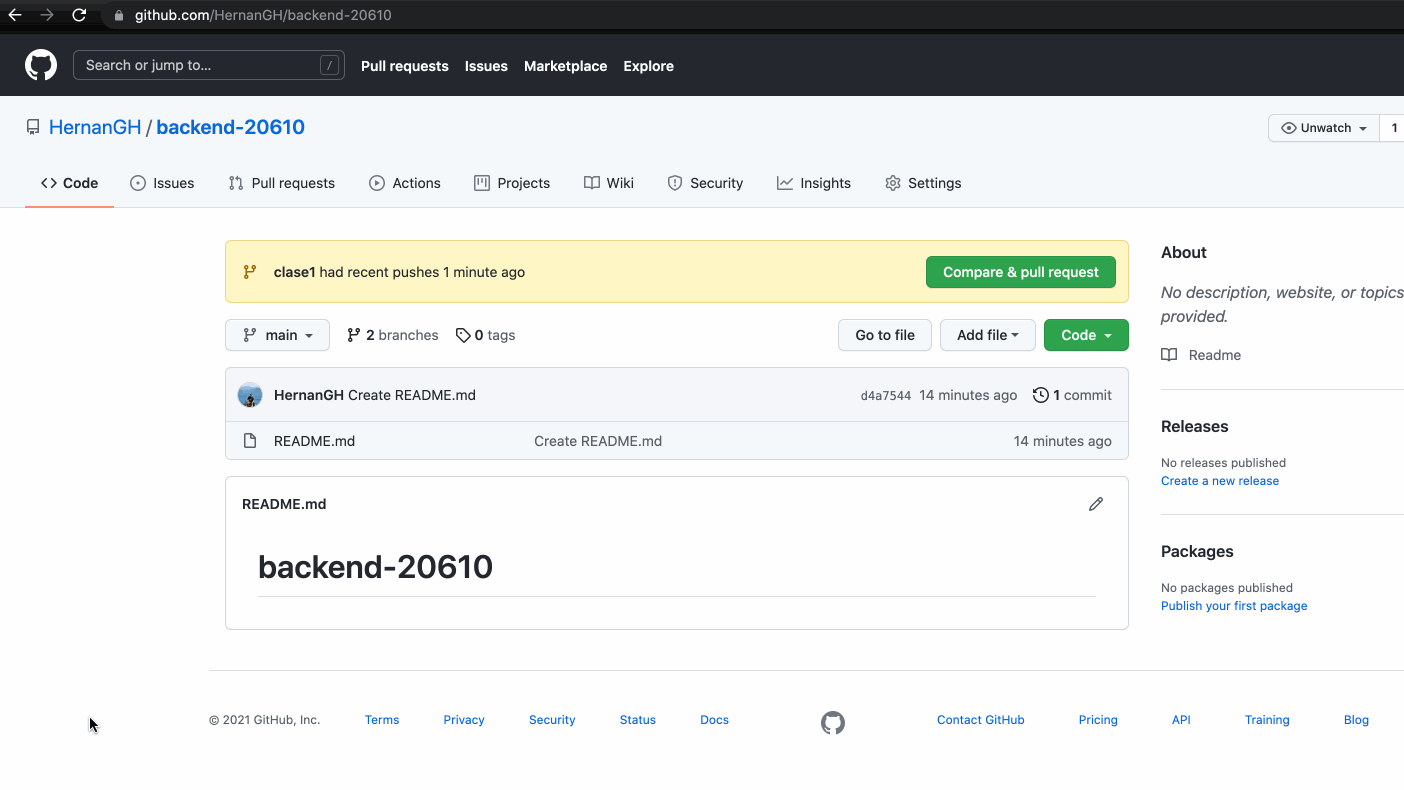 github.com/HernanGH/backend-20610
Search or jump to... /
Pull requests Issues Marketplace Explore
HernanGH / backend-20610
Unwatch 1
<> Code Issues Pull requests Actions Projects Wiki Security Insights Settings
clase1 had recent pushes 1 minute ago Compare & pull request
main 2 branches 0 tags Go to file Add file Code
HernanGH Create README.md d4a7544 14 minutes ago 1 commit
README.md Create README.md 14 minutes ago
README.md
backend-20610
About
No description, website, or topics
provided.
Readme
Releases
No releases published
Create a new release
Packages
No packages published
Publish your first package
© 2021 GitHub, Inc. Terms Privacy Security Status Docs Contact GitHub Pricing API Training Blog